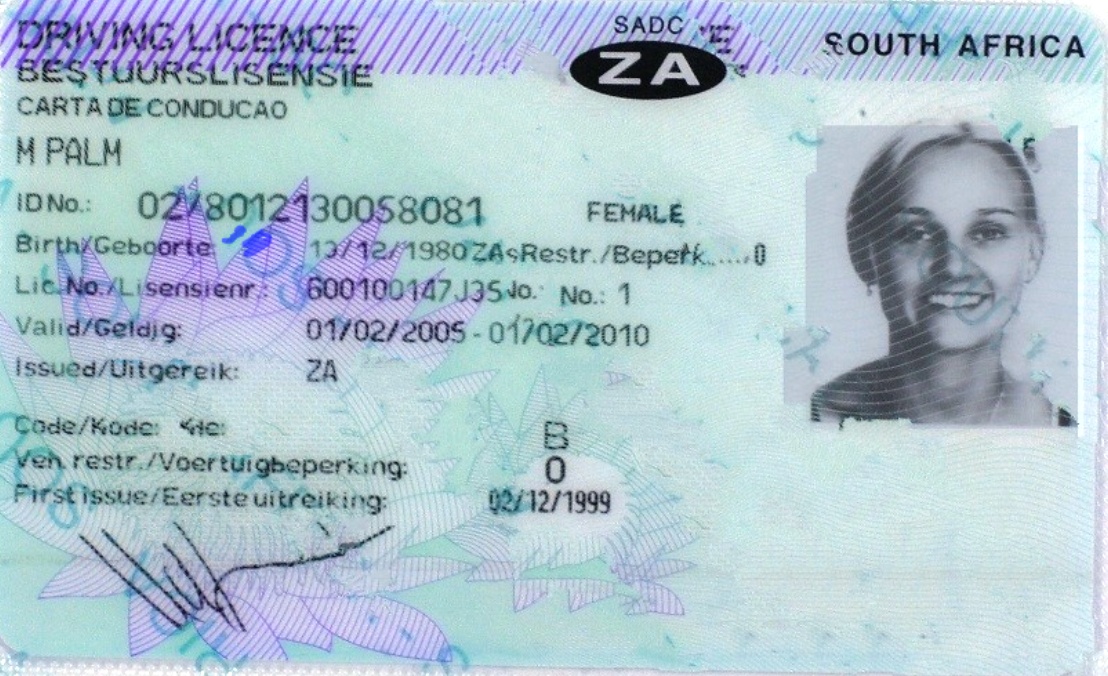 DRIVING LICENCE
BESTUURSLISENSIE
CARTA DE CONDUCAO
SADC
ZA
SOUTH AFRICA
M PALM
ID No.: 02/8012130058081 FEMALE
Birth/Geboorte 13/12/1980 ZA Restr./Beperk.....0
Lic.No./Lisensienr.: 600100147J35 No.: 1
Valid/Geldig: 01/02/2005 - 01/02/2010
Issued/Uitgereik: ZA
Code/Kode: B
Veh. restr./Voertuigbeperking: 0
First issue/Eerste uitreiking: 02/12/1999